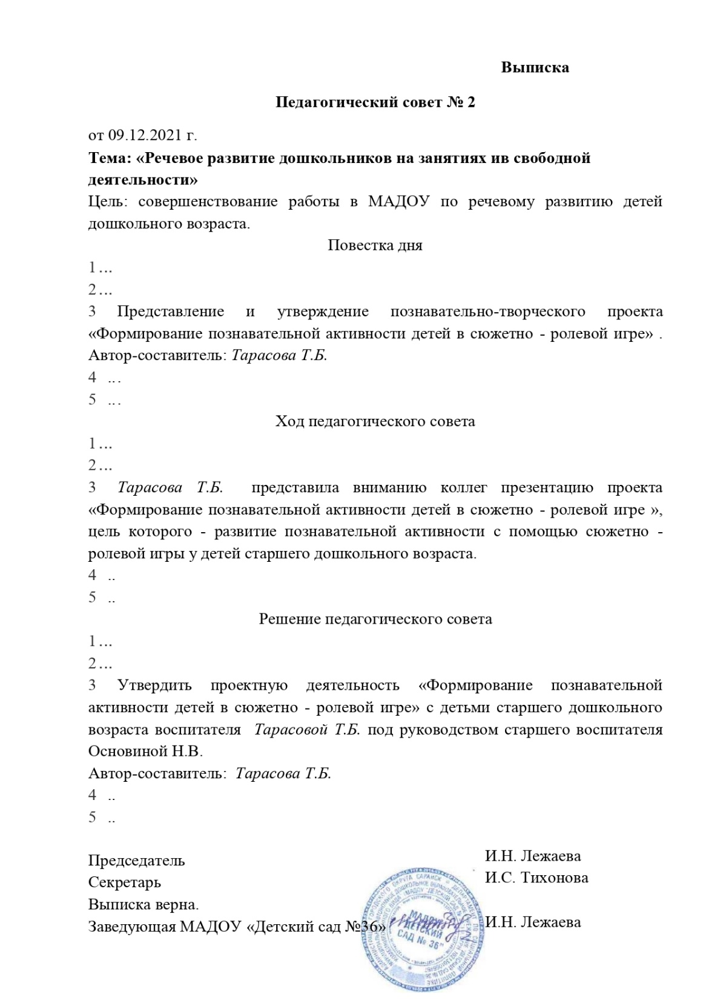 Выписка
Педагогический совет № 2
от 09.12.2021 г.
Тема: «Речевое развитие дошкольников на занятиях ив свободной
деятельности»
Цель: совершенствование работы в МАДОУ по речевому развитию детей
дошкольного возраста.
Повестка дня
1 ...
2 ...
3 Представление и утверждение познавательно-творческого проекта
«Формирование познавательной активности детей в сюжетно - ролевой игре» .
Автор-составитель: Тарасова Т.Б.
4 ...
5 ...
Ход педагогического совета
1 ...
2 ...
3 Тарасова Т.Б. представила вниманию коллег презентацию проекта
«Формирование познавательной активности детей в сюжетно - ролевой игре »,
цель которого - развитие познавательной активности с помощью сюжетно -
ролевой игры у детей старшего дошкольного возраста.
4 ..
5 ..
Решение педагогического совета
1 ...
2 ...
3 Утвердить проектную деятельность «Формирование познавательной
активности детей в сюжетно - ролевой игре» с детьми старшего дошкольного
возраста воспитателя Тарасовой Т.Б. под руководством старшего воспитателя
Основиной Н.В.
Автор-составитель: Тарасова Т.Б.
4 ..
5 ..
Председатель И.Н. Лежаева
Секретарь И.С. Тихонова
Выписка верна.
Заведующая МАДОУ «Детский сад №36» И.Н. Лежаева
МАДОУ
"ДЕТСКИЙ
САД № 36"